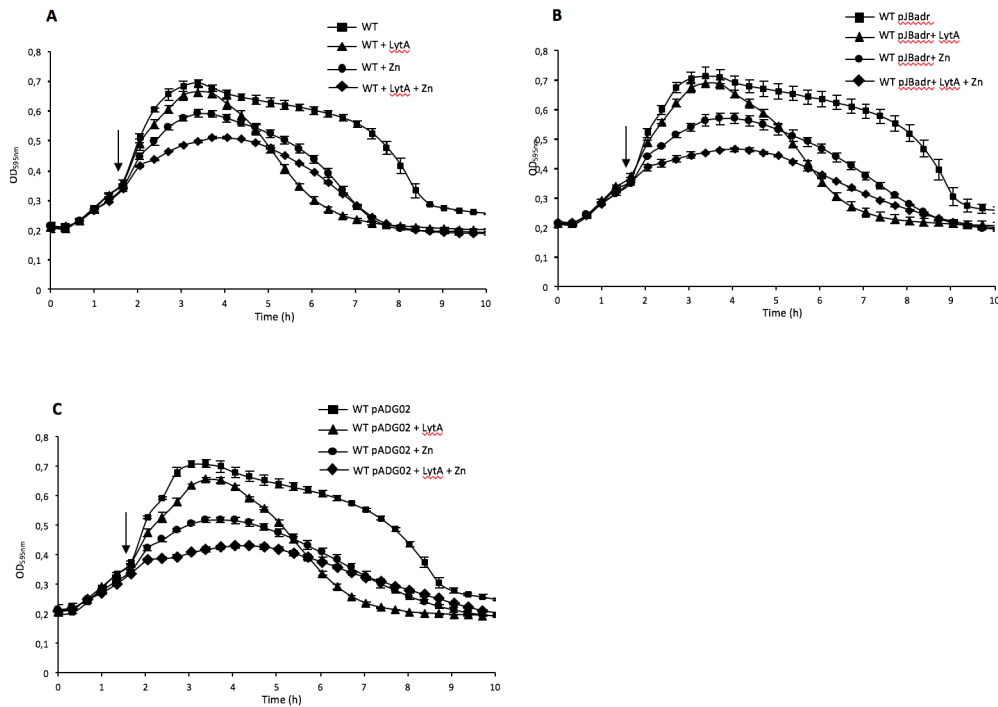 A
WT
WT + LytA
WT + Zn
WT + LytA + Zn
0,8
0,7
0,6
0,5
0,4
0,3
0,2
0,1
0
OD595nm
0 1 2 3 4 5 6 7 8 9 10
Time (h)
B
WT pJBadr
WT pJBadr+ LytA
WT pJBadr+ Zn
WT pJBadr+ LytA + Zn
0,8
0,7
0,6
0,5
0,4
0,3
0,2
0,1
0
OD595nm
0 1 2 3 4 5 6 7 8 9 10
Time (h)
C
WT pADG02
WT pADG02 + LytA
WT pADG02 + Zn
WT pADG02 + LytA + Zn
0,8
0,7
0,6
0,5
0,4
0,3
0,2
0,1
0
OD595nm
0 1 2 3 4 5 6 7 8 9 10
Time (h)